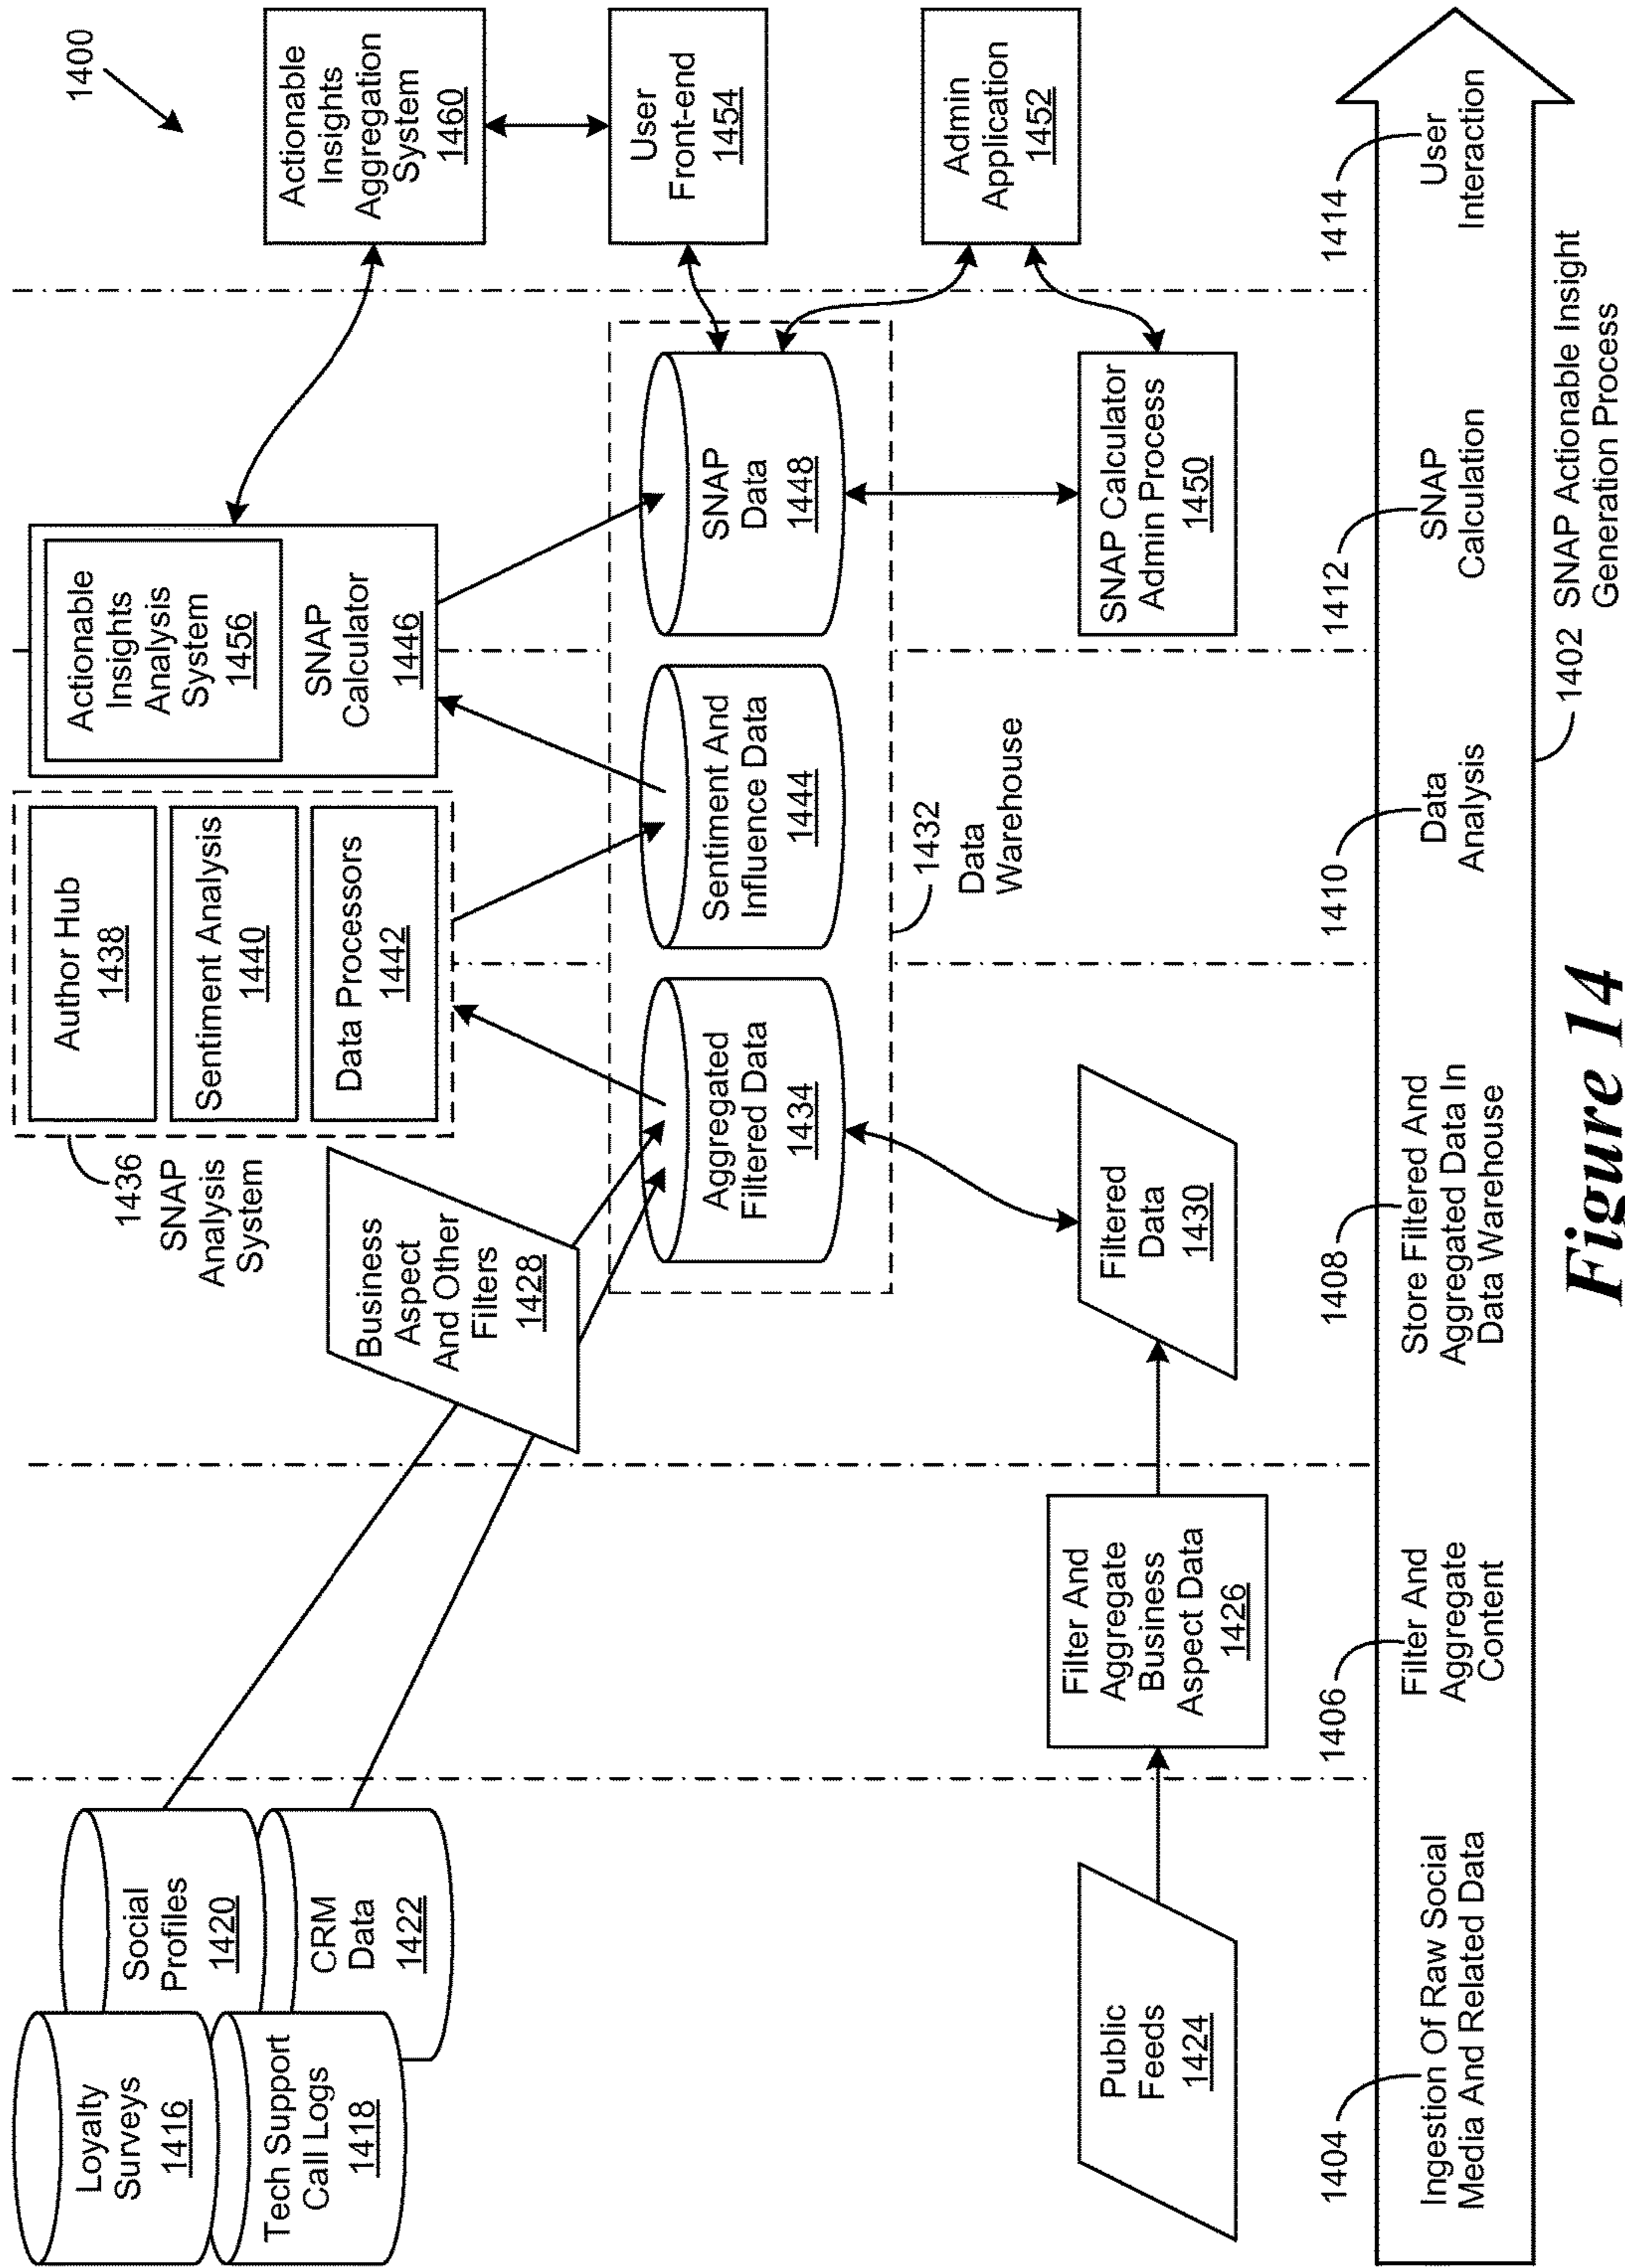 1400
Loyalty
Surveys
1416
Tech Support
Call Logs
1418
Social
Profiles
1420
CRM
Data
1422
Business
Aspect
And Other
Filters
1428
1436
SNAP
Analysis
System
Author Hub
1438
Sentiment Analysis
1440
Data Processors
1442
Actionable
Insights
Analysis
System
1456
SNAP
Calculator
1446
Actionable
Insights
Aggregation
System
1460
Aggregated
Filtered Data
1434
Sentiment And
Influence Data
1444
SNAP
Data
1448
User
Front-end
1454
1432
Data
Warehouse
Admin
Application
1452
Public
Feeds
1424
Filter And
Aggregate
Business
Aspect Data
1426
Filtered
Data
1430
SNAP Calculator
Admin Process
1450
1404
Ingestion Of Raw Social
Media And Related Data
1406
Filter And
Aggregate
Content
1408
Store Filtered And
Aggregated Data In
Data Warehouse
1410
Data
Analysis
1412
SNAP
Calculation
1414
User
Interaction
1402 SNAP Actionable Insight
Generation Process
Figure 14